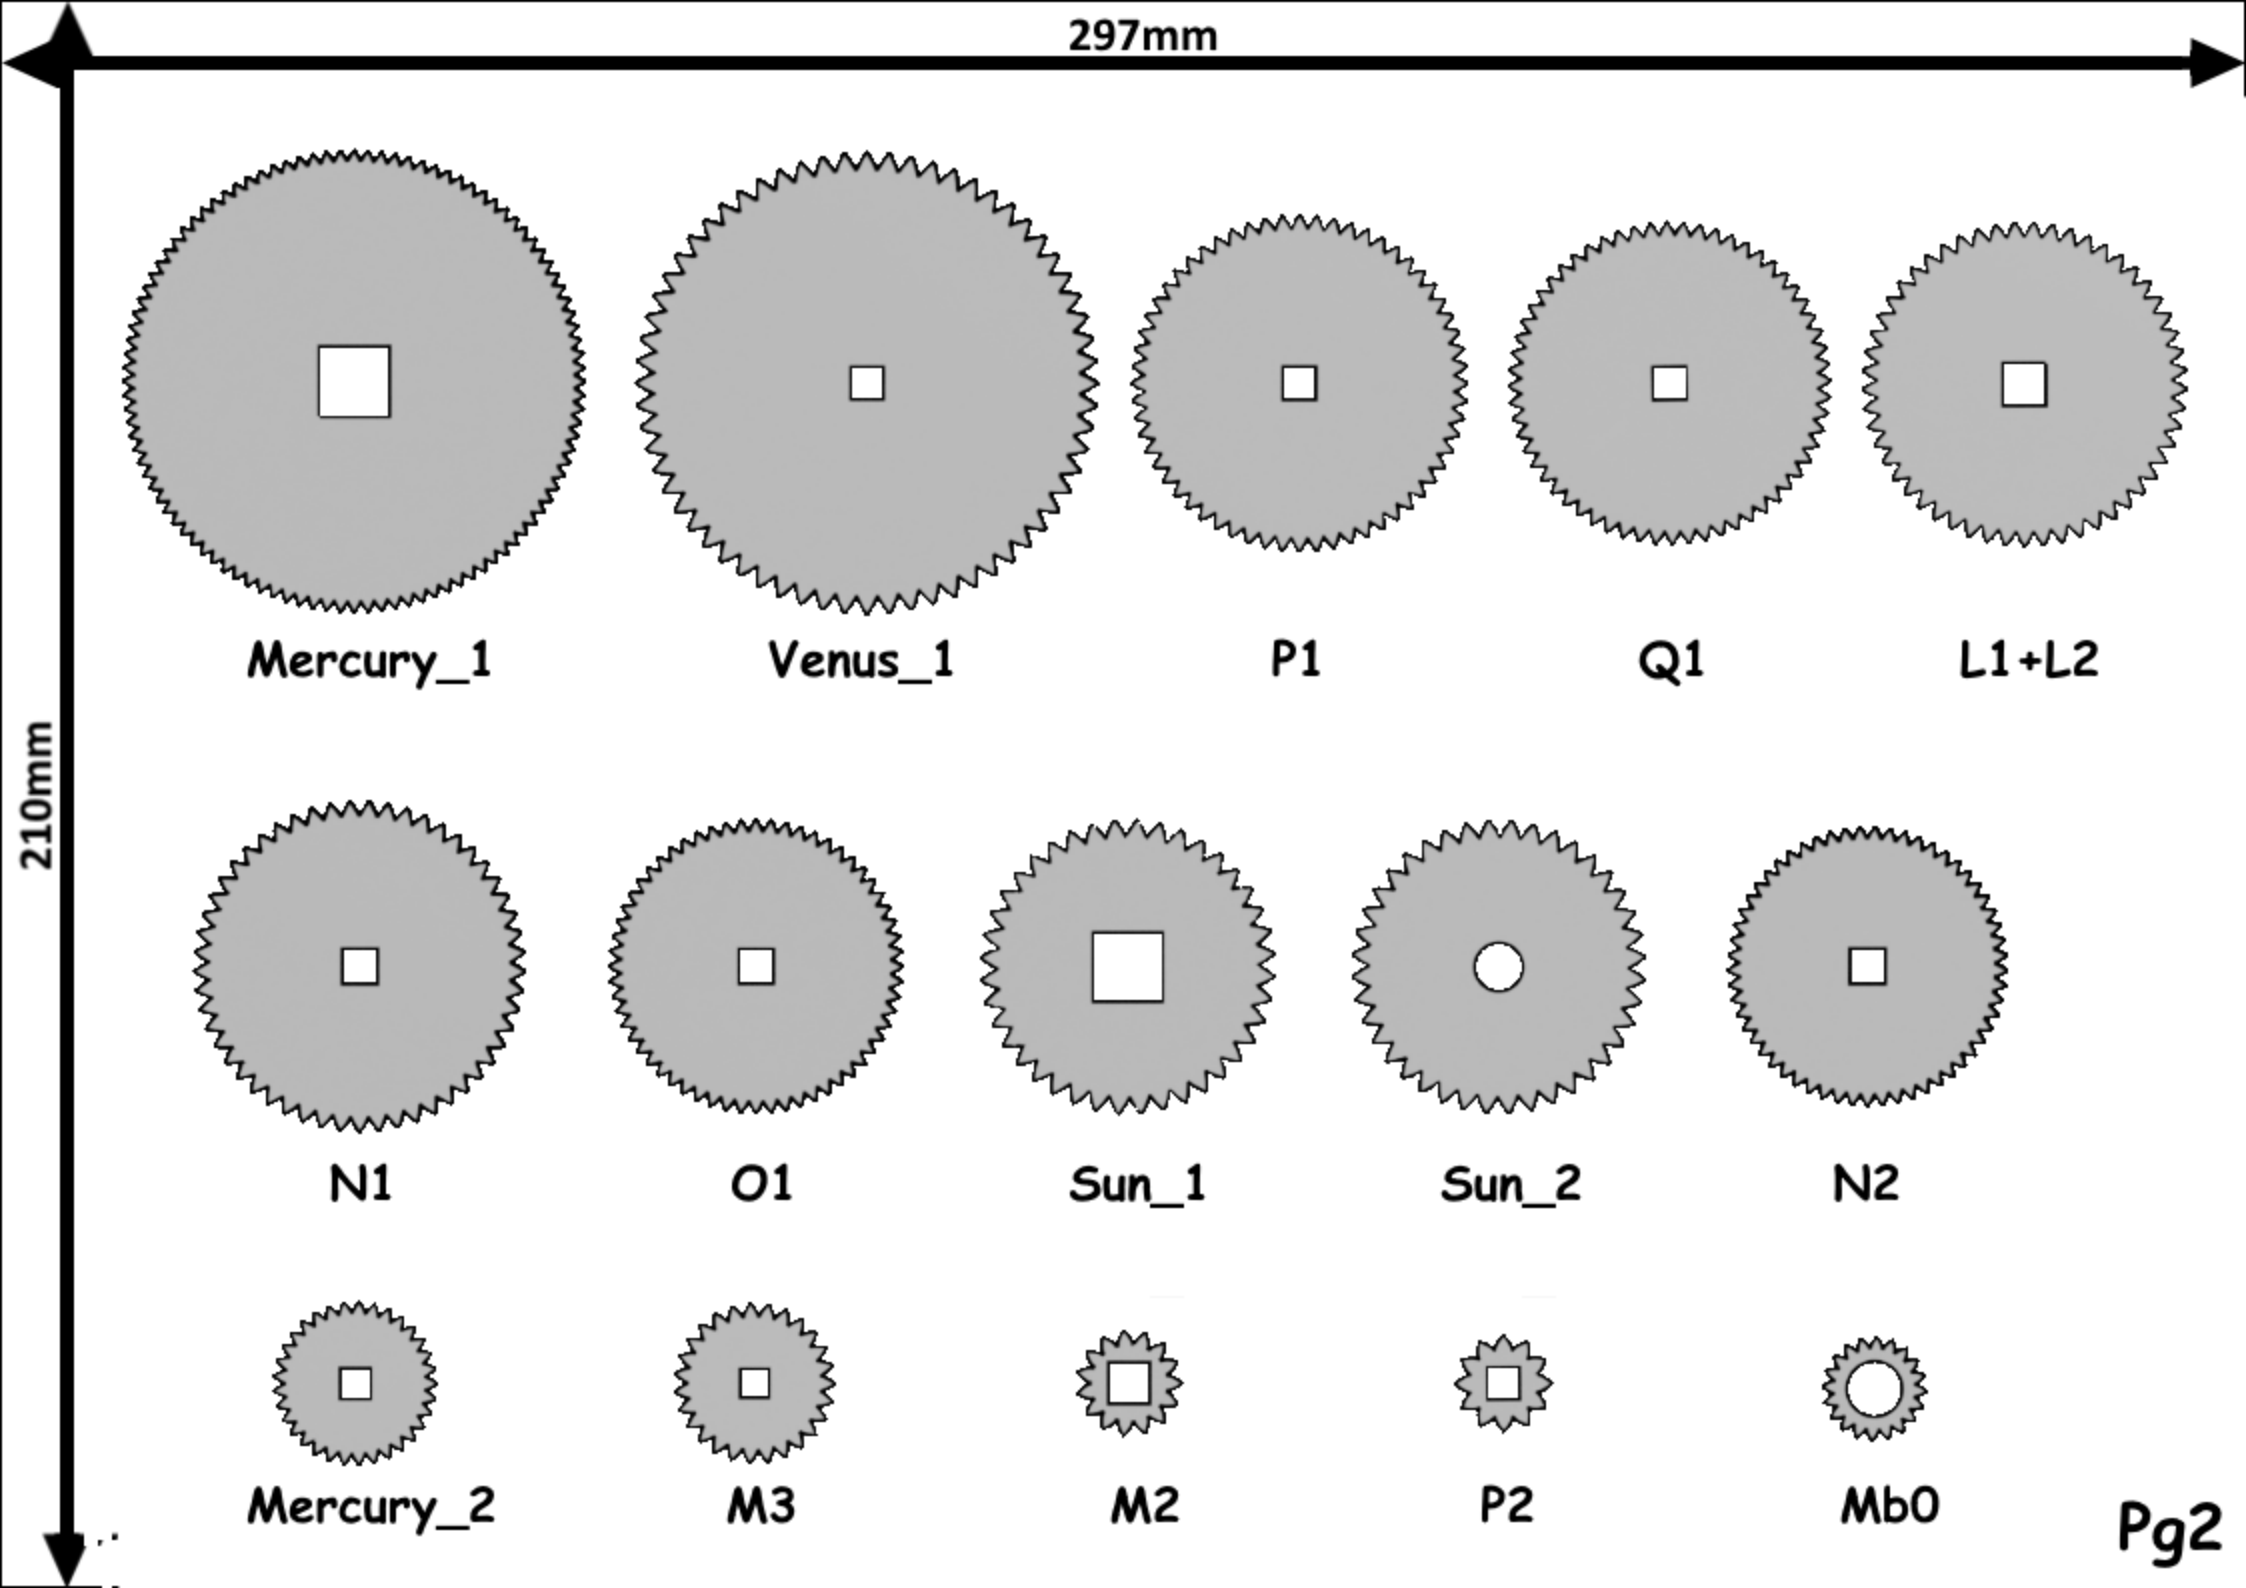 297mm
210mm
Mercury_1
Venus_1
P1
Q1
L1+L2
N1
O1
Sun_1
Sun_2
N2
Mercury_2
M3
M2
P2
Mb0
Pg2